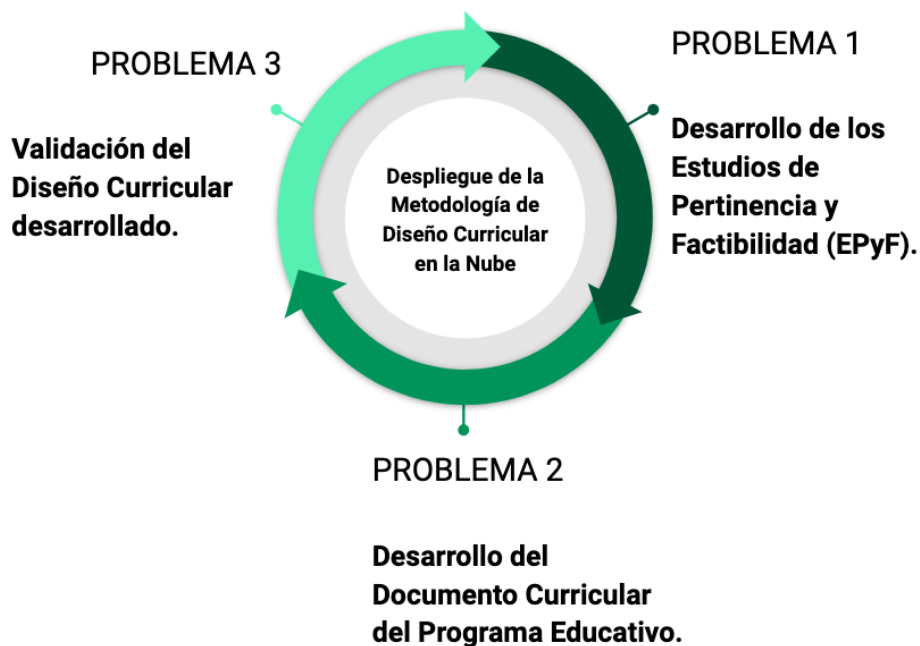 PROBLEMA 3
Validación del
Diseño Curricular
desarrollado.
Despliegue de la
Metodología de
Diseño Curricular
en la Nube
PROBLEMA 1
Desarrollo de los
Estudios de
Pertinencia y
Factibilidad (EPyF).
PROBLEMA 2
Desarrollo del
Documento Curricular
del Programa Educativo.